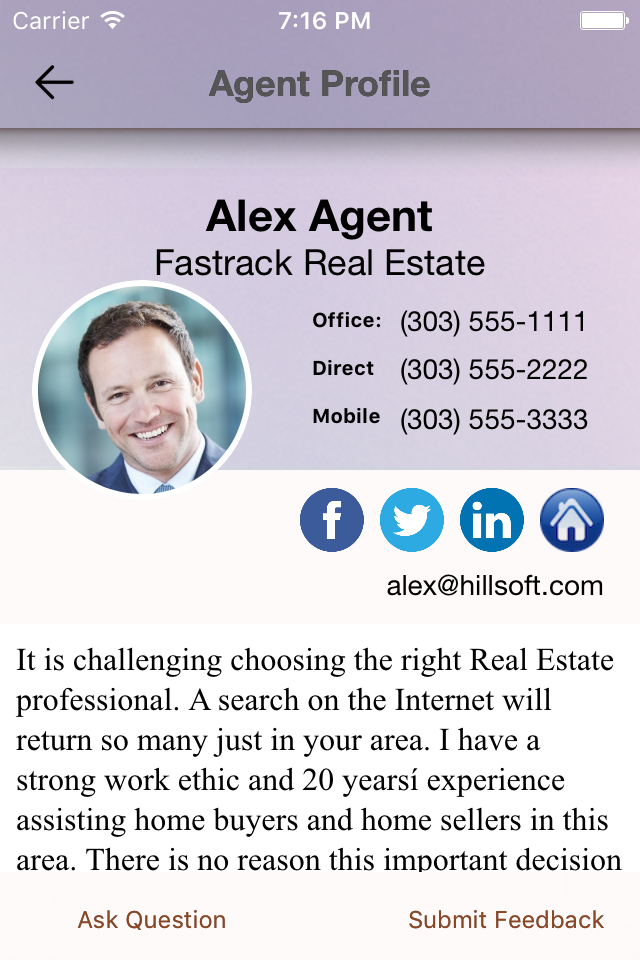 Carrier 7:16 PM
Agent Profile
Alex Agent
Fastrack Real Estate
Office: (303) 555-1111
Direct (303) 555-2222
Mobile (303) 555-3333
f in
alex@hillsoft.com
It is challenging choosing the right Real Estate
professional. A search on the Internet will
return so many just in your area. I have a
strong work ethic and 20 yearsí experience
assisting home buyers and home sellers in this
area. There is no reason this important decision
Ask Question Submit Feedback